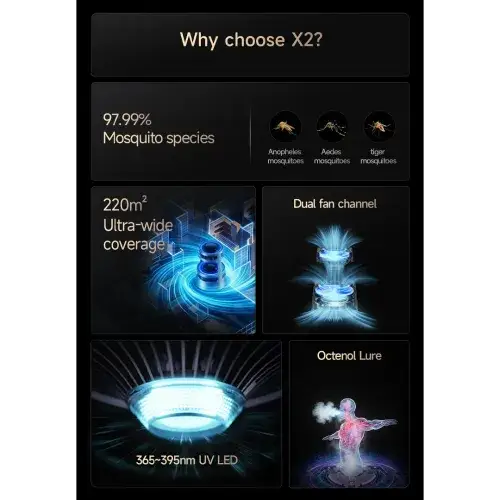 Why choose X2?
97.99%
Mosquito species
Anopheles
mosquitoes
Aedes
mosquitoes
tiger
mosquitoes
220m²
Ultra-wide
coverage
Dual fan channel
365~395nm UV LED
Octenol Lure